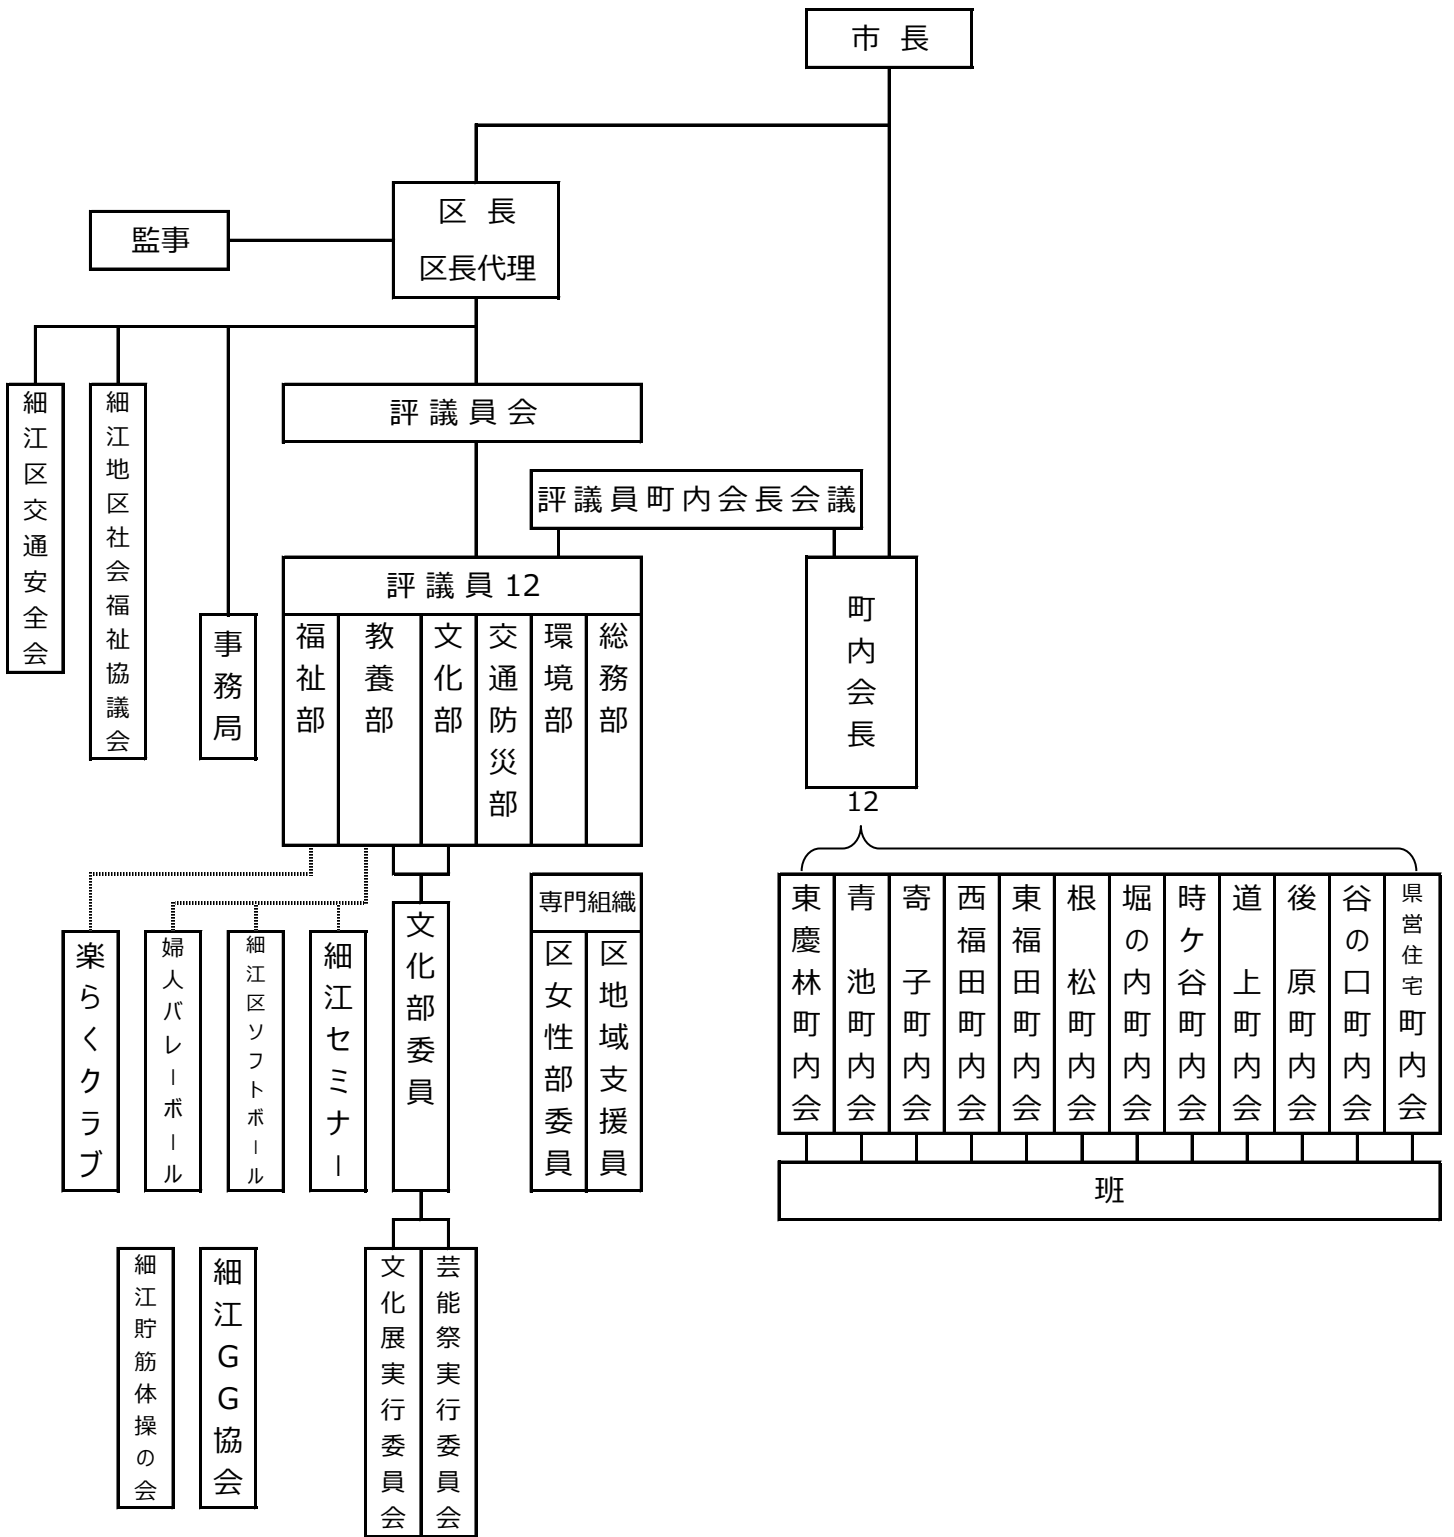 市 長
区 長
区長代理
監事
細江区交通安全会
細江地区社会福祉協議会
事務局
評議員会
評議員町内会長会議
評議員 12
福祉部
教養部
文化部
交通防災部
環境部
総務部
町内会長
12
楽らくクラブ
婦人バレーボール
細江区ソフトボール
細江セミナー
文化部委員
専門組織
区女性部委員
区地域支援員
東慶林町内会
青池町内会
寄子町内会
西福田町内会
東福田町内会
根松町内会
堀の内町内会
時ケ谷町内会
道上町内会
後原町内会
谷の口町内会
県営住宅町内会
班
細江貯筋体操の会
細江GG協会
文化展実行委員会
芸能祭実行委員会